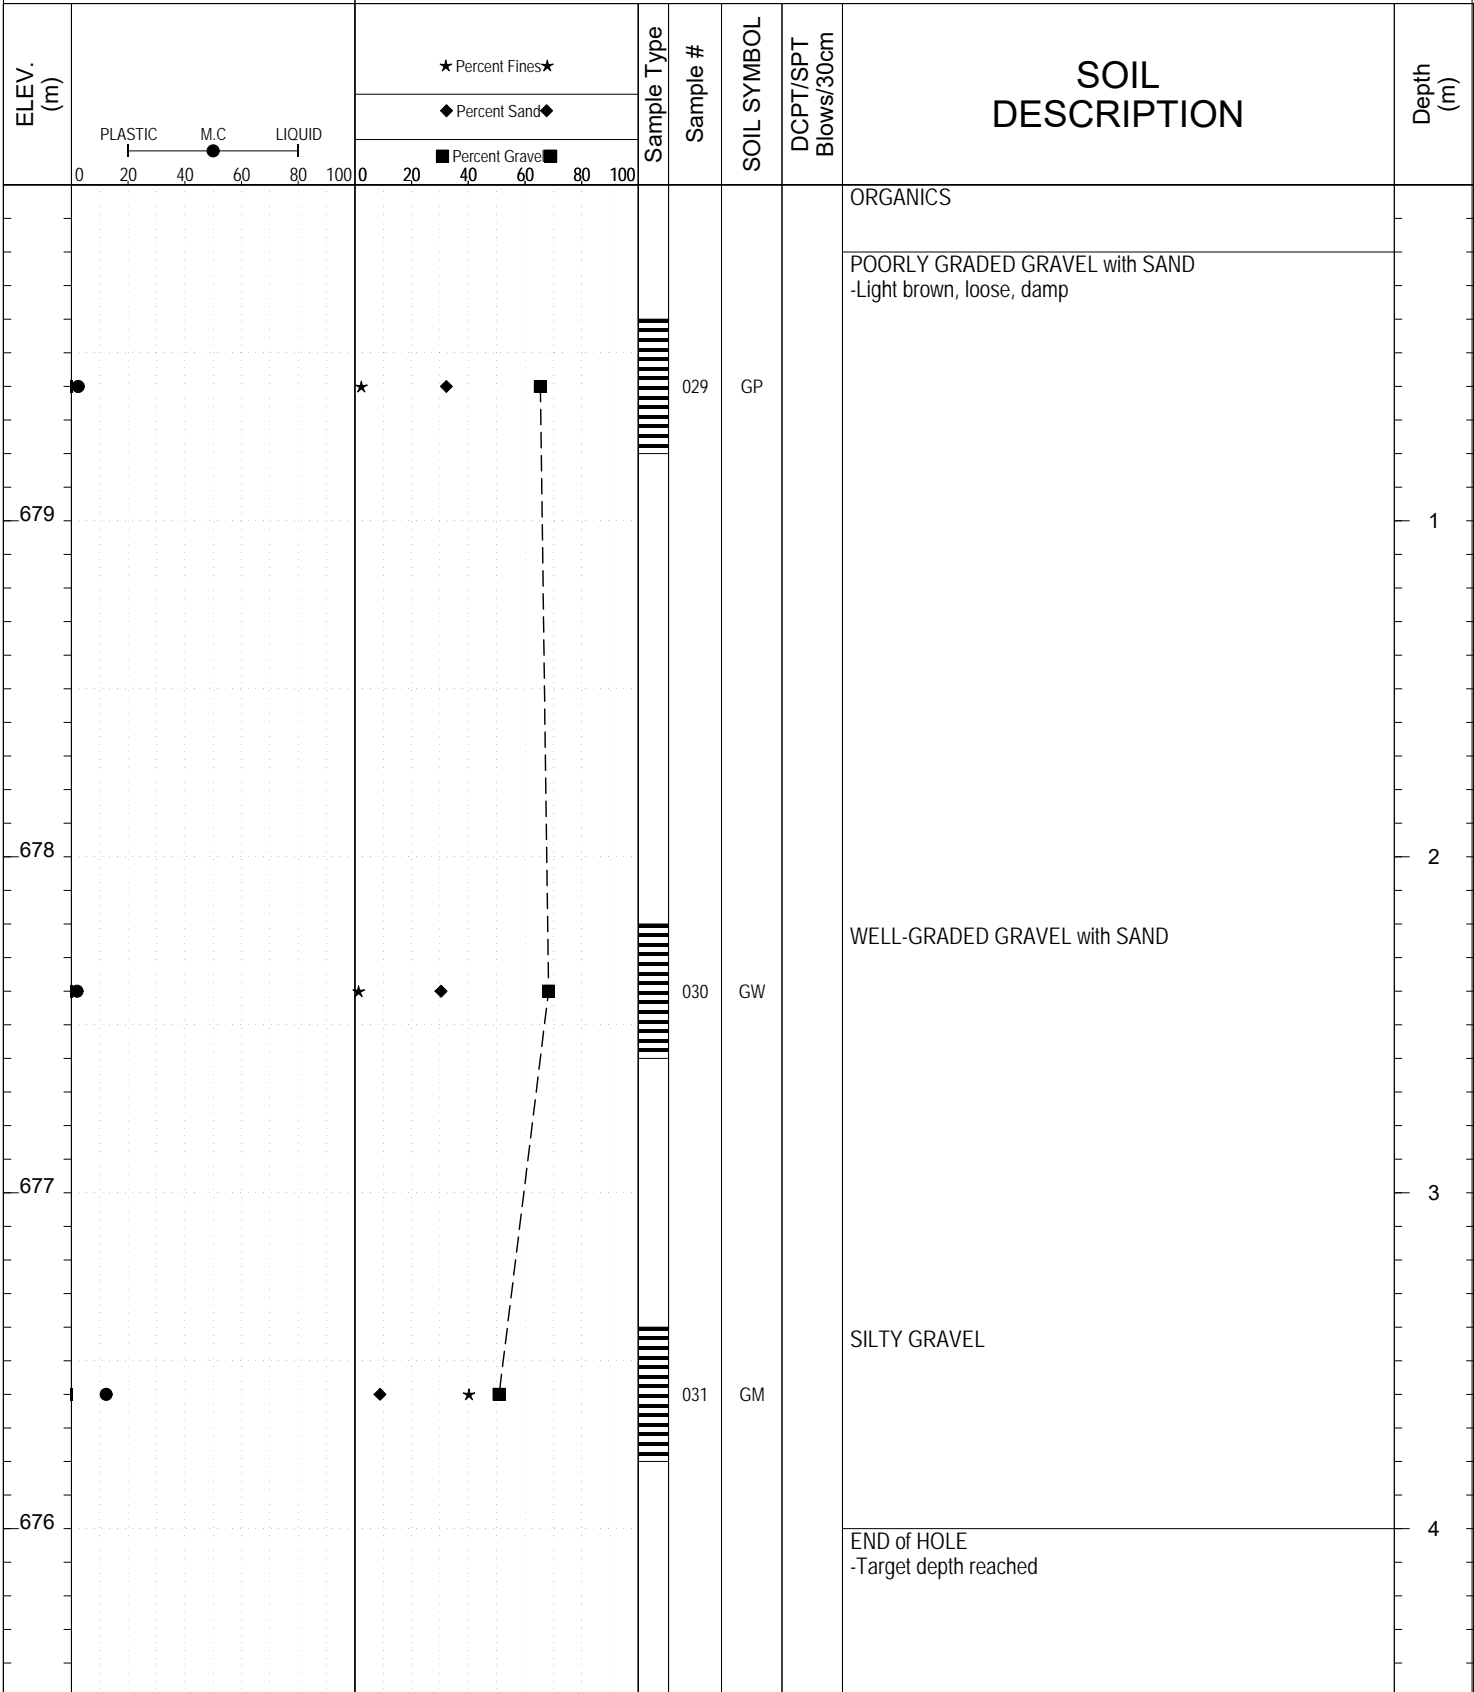 ELEV.
(m)
PLASTIC M.C LIQUID
0 20 40 60 80 100
★ Percent Fines ★
◆ Percent Sand ◆
■ Percent Gravel ■
0 20 40 60 80 100
Sample Type
Sample #
SOIL SYMBOL
DCPT/SPT
Blows/30cm
SOIL
DESCRIPTION
Depth
(m)
ORGANICS
POORLY GRADED GRAVEL with SAND
-Light brown, loose, damp
029 GP
679 1
678 2
WELL-GRADED GRAVEL with SAND
030 GW
677 3
SILTY GRAVEL
031 GM
676 4
END of HOLE
-Target depth reached